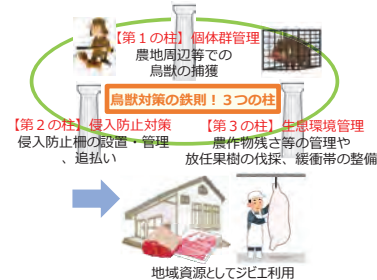 【第1の柱】個体群管理
農地周辺等での
鳥獣の捕獲
鳥獣対策の鉄則！３つの柱
【第２の柱】侵入防止対策
侵入防止柵の設置・管理
、追払い
【第３の柱】生息環境管理
農作物残さ等の管理や
放任果樹の伐採、緩衝帯の整備
地域資源としてジビエ利用